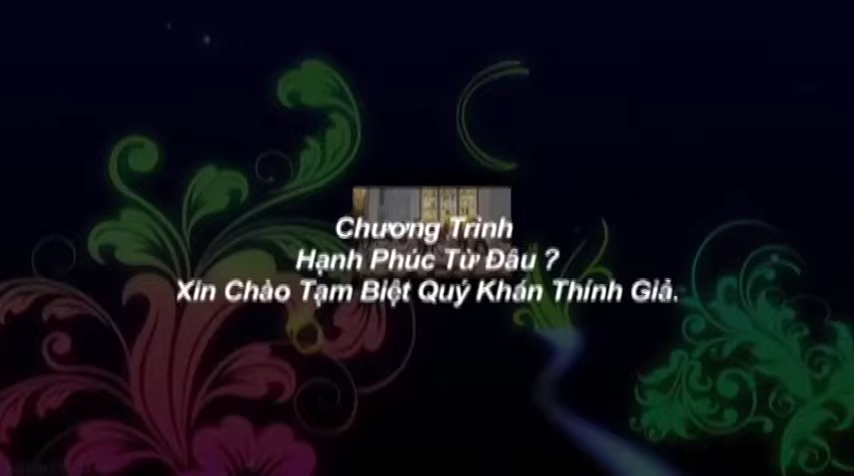 Chương Trình
Hạnh Phúc Từ Đâu ?
Xin Chào Tạm Biệt Quý Khán Thính Giả.